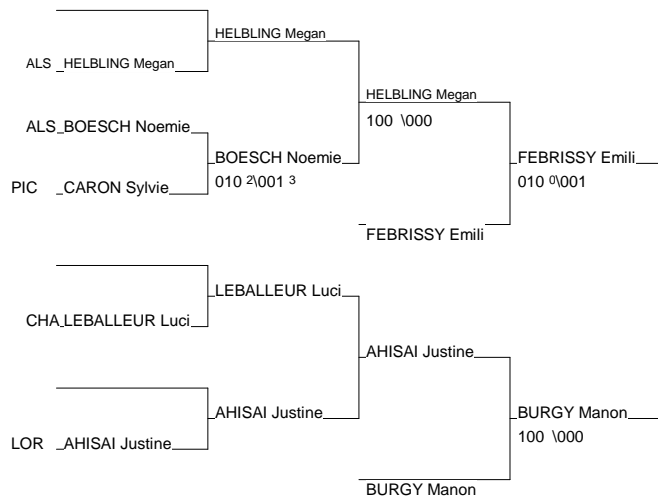 HELBLING Megan
ALS HELBLING Megan
HELBLING Megan
100 \000
ALS BOESCH Noemie
BOESCH Noemie
010 2\001 3
FEBRISSY Emili
010 0\001
PIC CARON Sylvie
FEBRISSY Emili
LEBALLEUR Luci
CHA LEBALLEUR Luci
AHISAI Justine
AHISAI Justine
BURGY Manon
100 \000
LOR AHISAI Justine
BURGY Manon